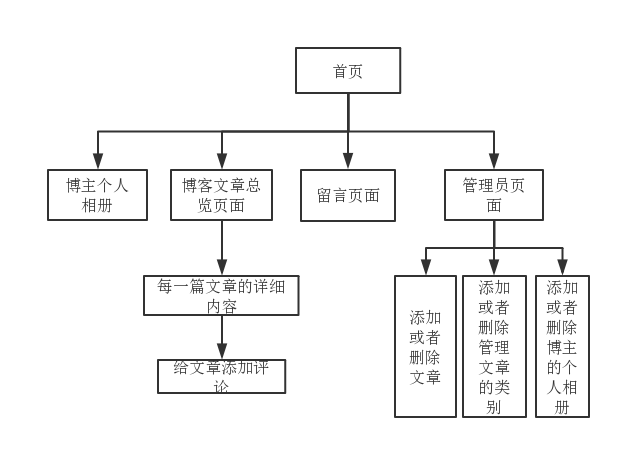 首页
博主个人
相册
博客文章总
览页面
留言页面
管理员页
面
每一篇文章的详细
内容
给文章添加评
论
添加
或者
删除
文章
添加
或者
删除
管理
文章
的类
别
添加
或者
删除
博主
的个
人相
册